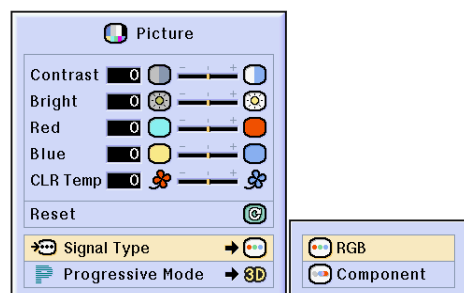 Picture
Contrast 0 - +
Bright 0 - +
Red 0 - +
Blue 0 - +
CLR Temp 0 - +
Reset
Signal Type
Progressive Mode 3D
RGB
Component